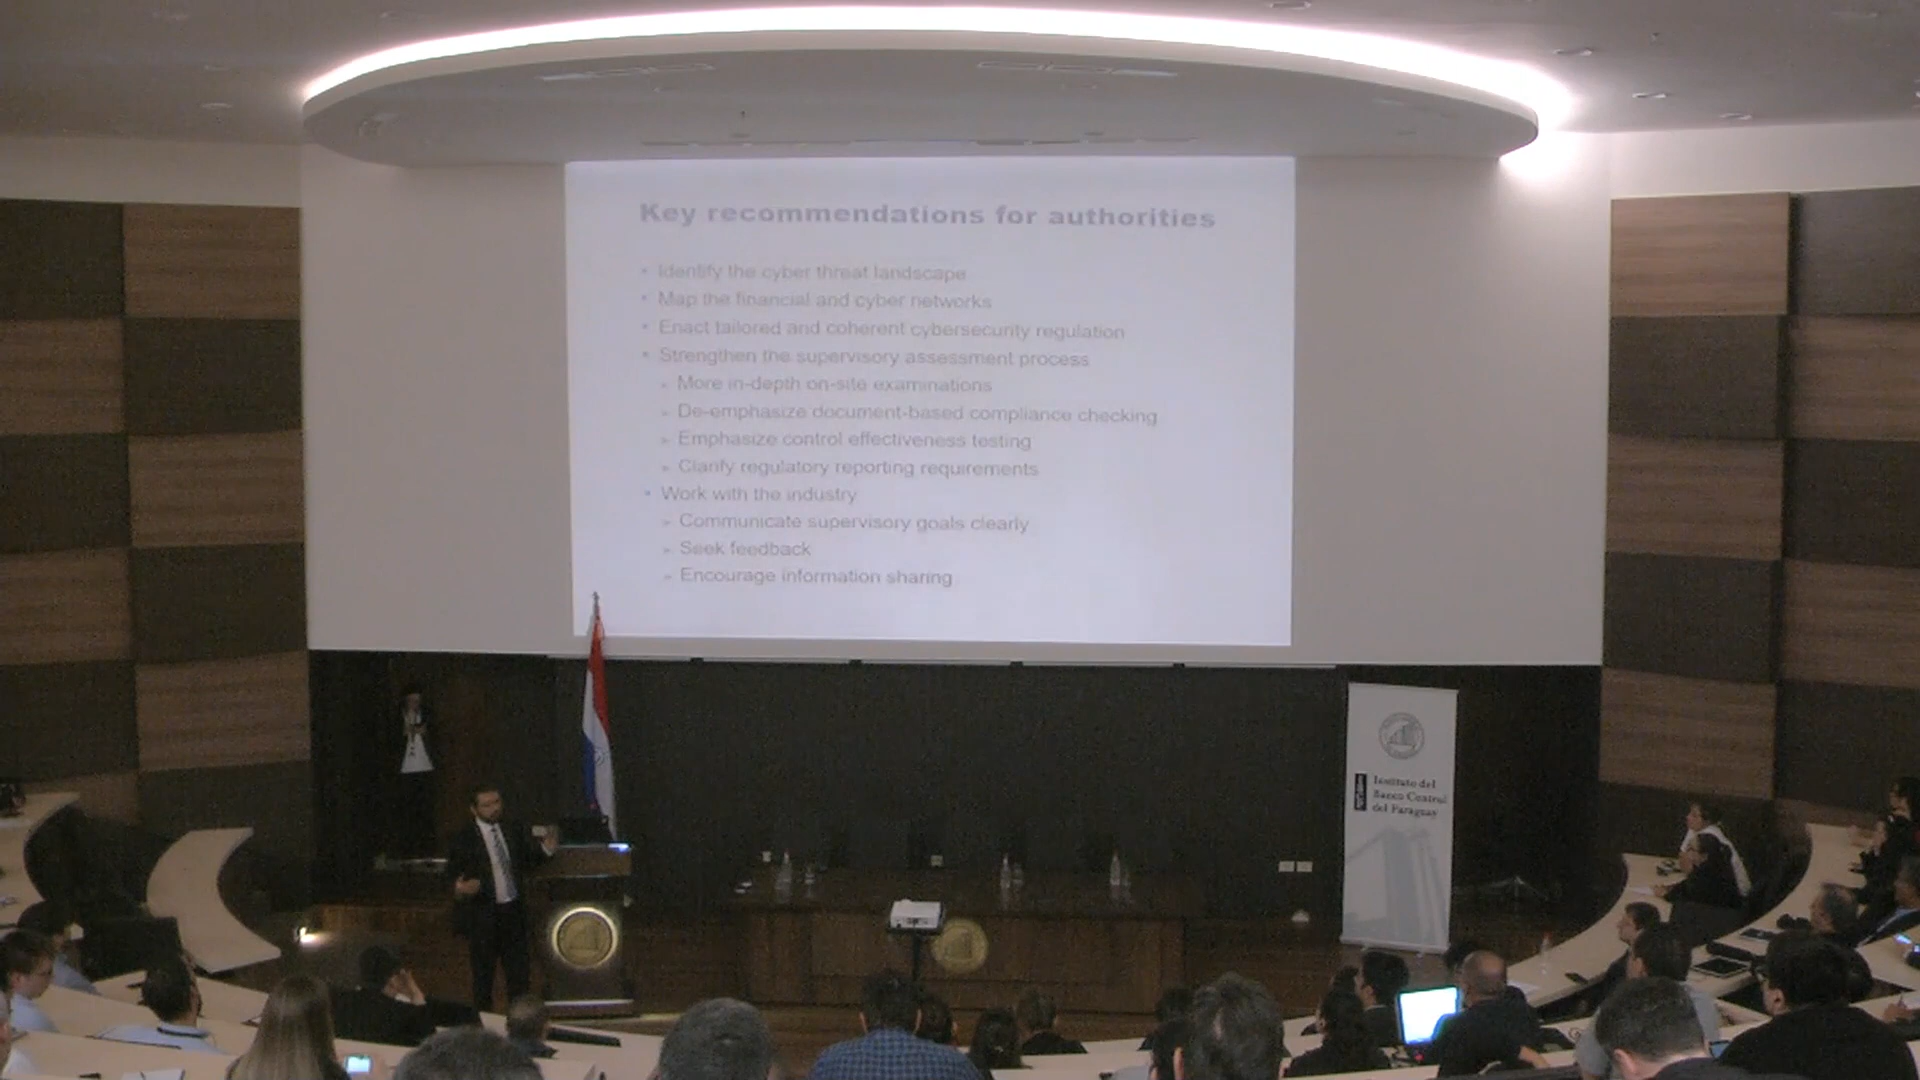 Key recommendations for authorities
• Identify the cyber threat landscape
• Map the financial and cyber networks
• Enact tailored and coherent cybersecurity regulation
• Strengthen the supervisory assessment process
- More in-depth on-site examinations
- De-emphasize document-based compliance checking
- Emphasize control effectiveness testing
- Clarify regulatory reporting requirements
• Work with the industry
- Communicate supervisory goals clearly
- Seek feedback
- Encourage information sharing
Instituto del
Banco Central
del Paraguay